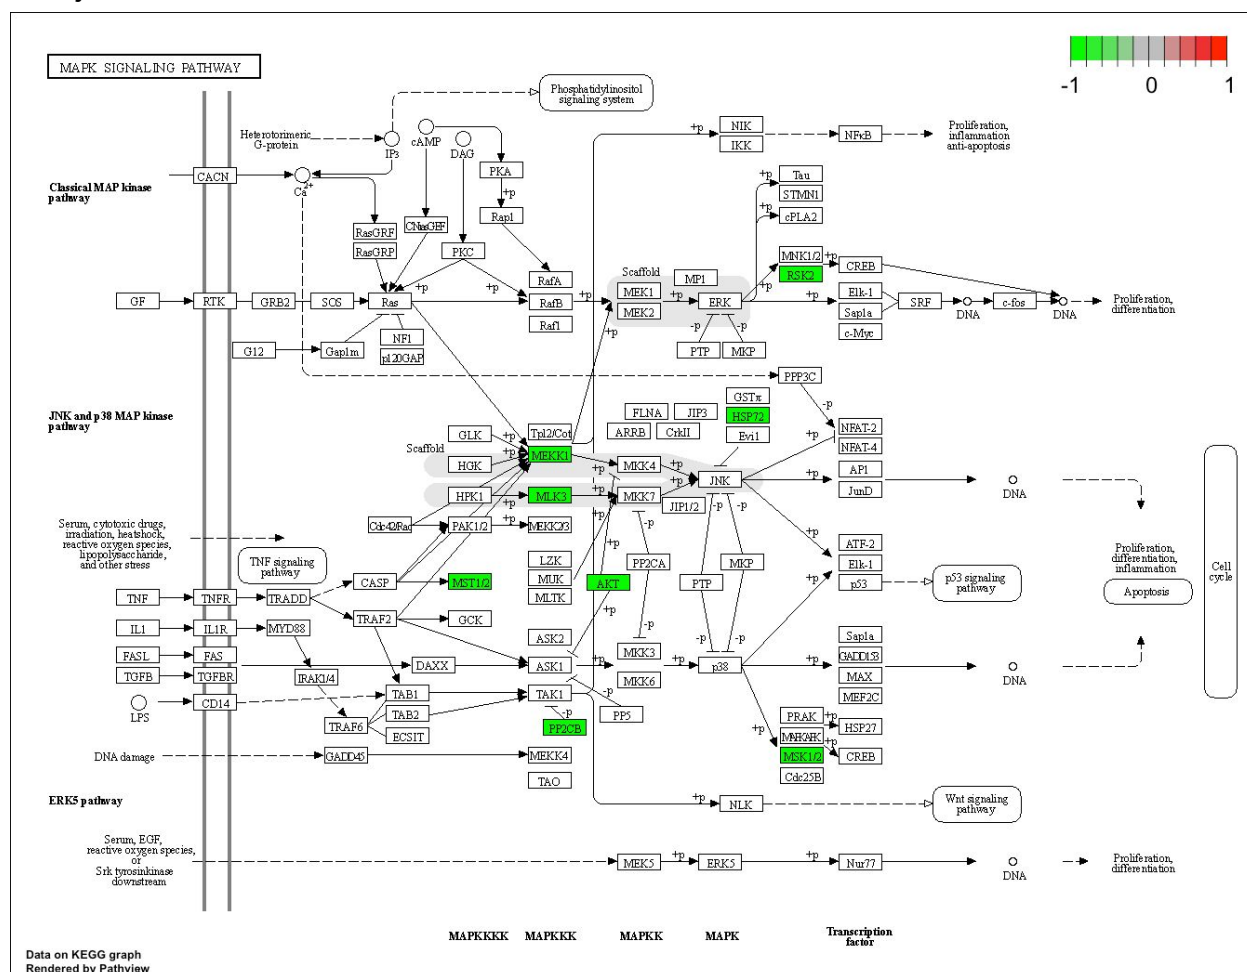 -1
0
1
MAPK SIGNALING PATHWAY
Phosphatidylinositol
signaling system
Heterotorimeric
G-protein
IP3
cAMP
DAG
NIK
IKK
NFκB
Proliferation,
inflammation
anti-apoptosis
+p
Classical MAP kinase
pathway
CACN
Ca2+
PKA
+p
Rap1
Tau
STMN1
cPLA2
+p
+p
RasGRF
RasGRP
CNrasGEF
PKC
RafA
RafB
Raf1
Scaffold
MEK1
MEK2
MP1
ERK
MNK1/2
RSK2
CREB
+p
+p
+p
GF
RTK
GRB2
SOS
Ras
+p
+p
+p
+p
+p
+p
Elk-1
Sap1a
c-Myc
SRF
DNA
c-fos
DNA
Proliferation,
differentiation
G12
Gap1m
NF1
p120GAP
-p
-p
PTP
MKP
+p
PPP3C
-p
JNK and p38 MAP kinase
pathway
GSTπ
HSP72
Evi1
FLNA
JIP3
ARRB
CrkII
NFAT-2
NFAT-4
+p
GLK
+p
Tpl2/Cot
Scaffold
MEKK1
HGK
+p
MKK4
+p
JNK
AP1
JunD
+p
DNA
HPK1
+p
MLK3
+p
MKK7
+p
JIP1/2
Cdc42/Rac
PAK1/2
+p
MEKK2/3
-p
-p
-p
Serum, cytotoxic drugs,
irradiation, heatshock,
reactive oxygen species,
lipopolysaccharide,
and other stress
TNF signaling
pathway
CASP
MST1/2
LZK
MUK
MLTK
AKT
+p
+p
PP2CA
PTP
MKP
ATF-2
Elk-1
p53
p53 signaling
pathway
Proliferation,
differentiation,
inflammation
Apoptosis
Cell
cycle
TNF
TNFR
TRADD
TRAF2
GCK
IL1
IL1R
MYD88
ASK2
-p
-p
-p
MKK3
MKK6
FASL
FAS
DAXX
ASK1
+p
+p
p38
+p
Sap1a
GADD153
MAX
MEF2C
DNA
TGFB
TGFBR
IRAK1/4
TAB1
TAK1
-p
LPS
CD14
TRAF6
TAB2
ECSIT
-p
PP2CB
PP5
+p
PRAK
MAPKAPK
MSK1/2
Cdc25B
+p
+p
HSP27
CREB
DNA damage
GADD45
MEKK4
TAO
ERK5 pathway
+p
NLK
Wnt signaling
pathway
Serum, EGF,
reactive oxygen species,
or
Srk tyrosinkinase
downstream
MEK5
+p
ERK5
+p
Nur77
DNA
Proliferation,
differentiation
MAPKKKK
MAPKKK
MAPKK
MAPK
Transcription
factor
Data on KEGG graph
Rendered by Pathview